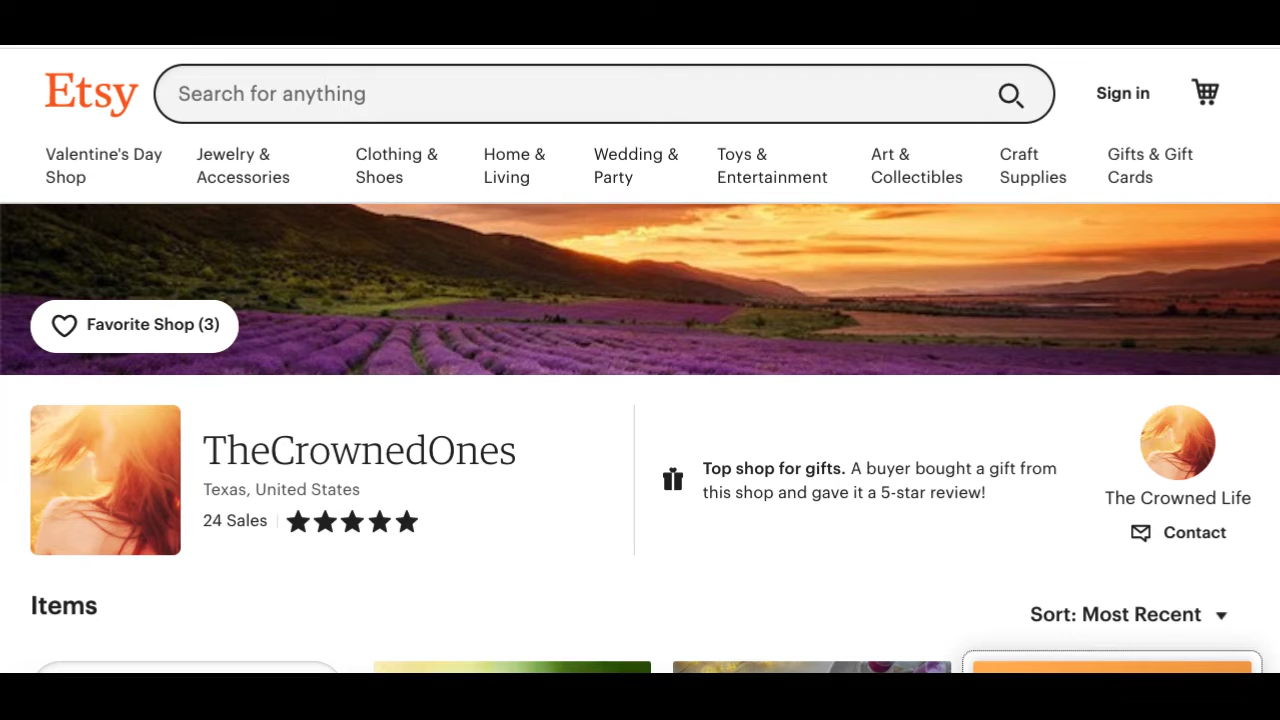 Etsy
Search for anything
Sign in
Valentine's Day Shop
Jewelry & Accessories
Clothing & Shoes
Home & Living
Wedding & Party
Toys & Entertainment
Art & Collectibles
Craft Supplies
Gifts & Gift Cards
Favorite Shop (3)
TheCrownedOnes
Texas, United States
24 Sales
Top shop for gifts. A buyer bought a gift from
this shop and gave it a 5-star review!
The Crowned Life
Contact
Items
Sort: Most Recent